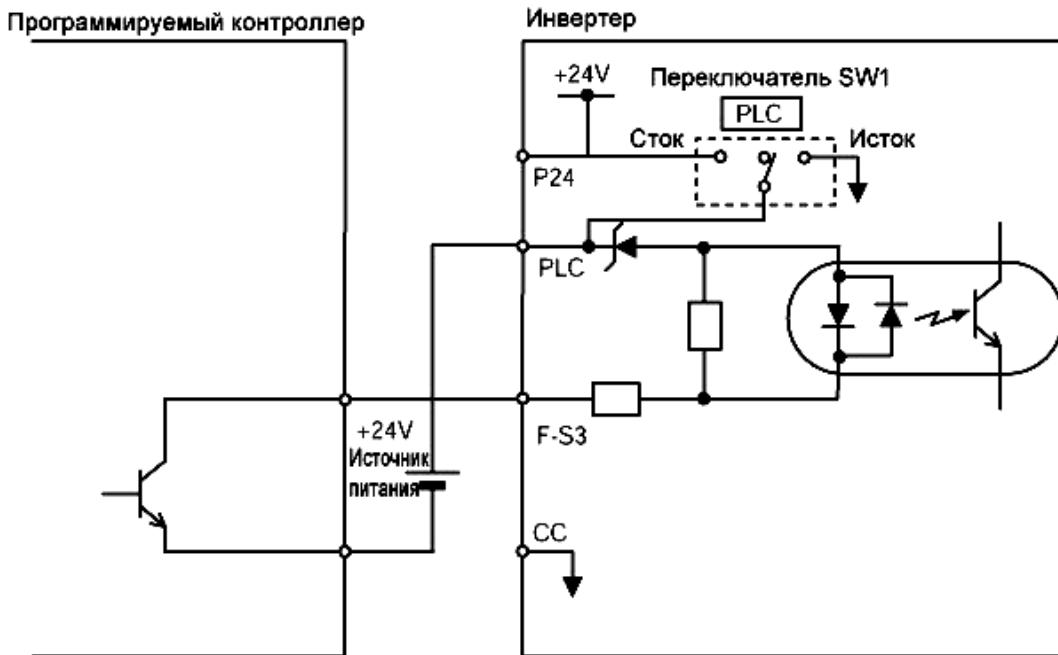 Программируемый контроллер
Инвертер
+24V
Переключатель SW1
PLC
Сток
Исток
P24
PLC
F-S3
+24V
Источник
питания
CC